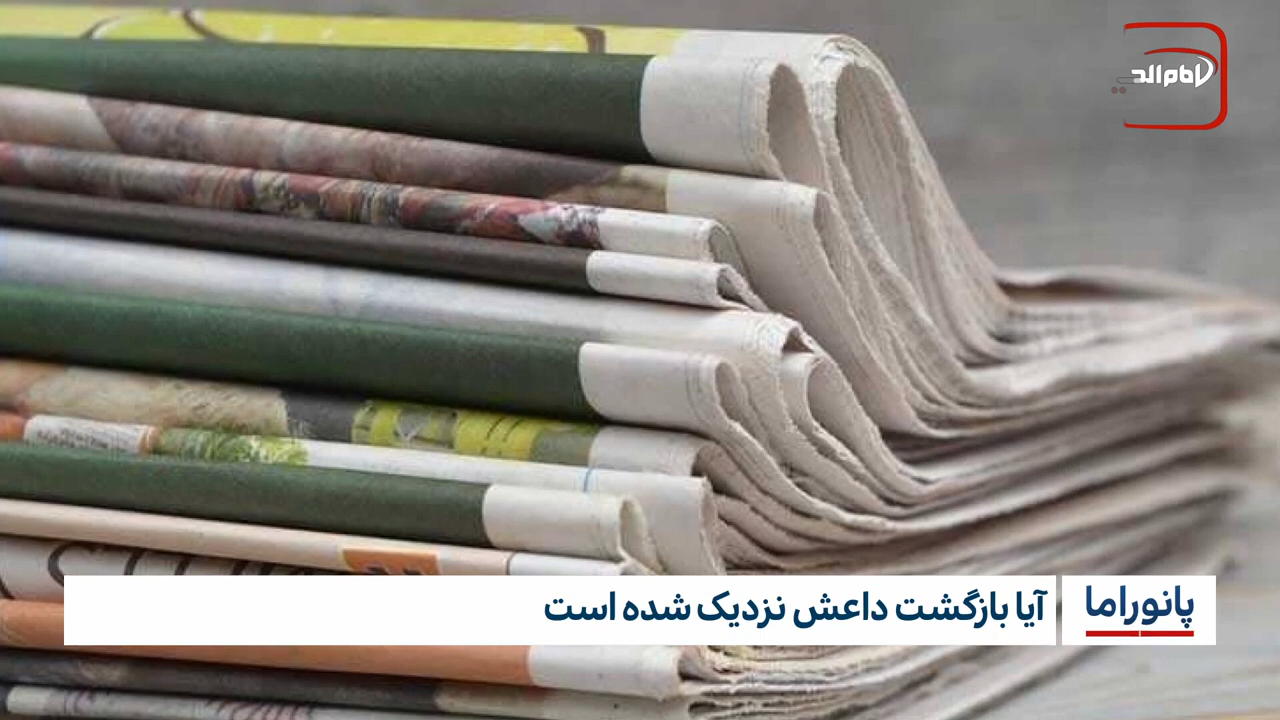 پانوراما
آیا بازگشت داعش نزدیک شده است